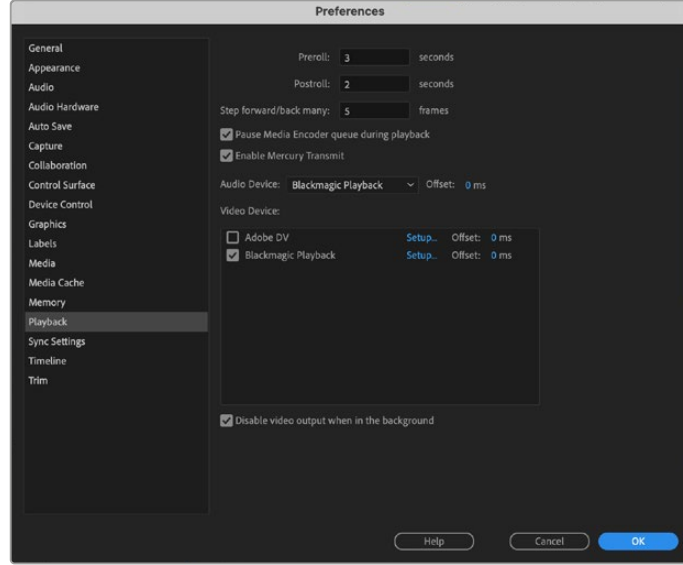 Preferences
General
Appearance
Audio
Audio Hardware
Auto Save
Capture
Collaboration
Control Surface
Device Control
Graphics
Labels
Media
Media Cache
Memory
Playback
Sync Settings
Timeline
Trim
Preroll: 3 seconds
Postroll: 2 seconds
Step forward/back many: 5 frames
Pause Media Encoder queue during playback
Enable Mercury Transmit
Audio Device: Blackmagic Playback Offset: 0 ms
Video Device:
Adobe DV Setup... Offset: 0 ms
Blackmagic Playback Setup... Offset: 0 ms
Disable video output when in the background
Help Cancel OK